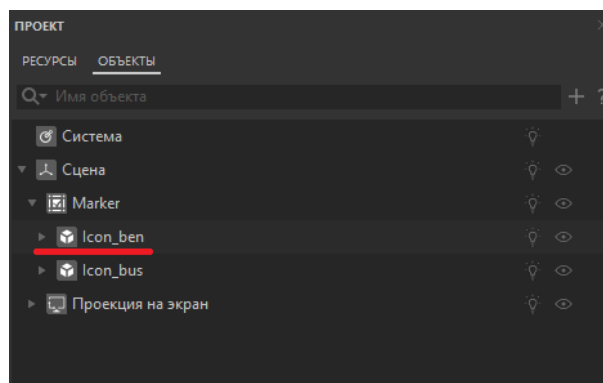 ПРОЕКТ
РЕСУРСЫ ОБЪЕКТЫ
Имя объекта
Система
Сцена
Marker
Icon_ben
Icon_bus
Проекция на экран